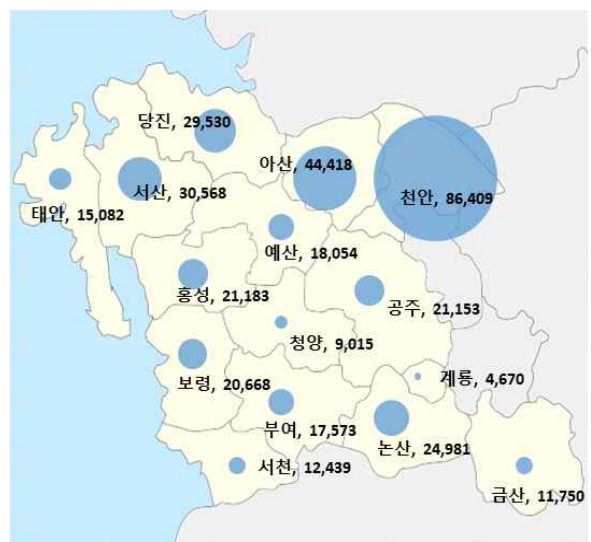 당진, 29,530
아산, 44,418
서산, 30,568
천안, 86,409
태안, 15,082
예산, 18,054
홍성, 21,183
공주, 21,153
청양, 9,015
보령, 20,668
계룡, 4,670
부여, 17,573
논산, 24,981
서천, 12,439
금산, 11,750